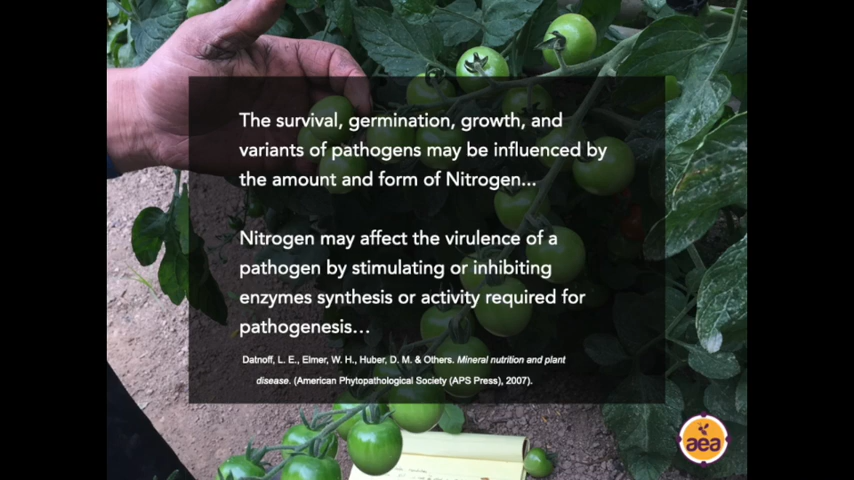 The survival, germination, growth, and
variants of pathogens may be influenced by
the amount and form of Nitrogen...
Nitrogen may affect the virulence of a
pathogen by stimulating or inhibiting
enzymes synthesis or activity required for
pathogenesis...
Datnoff, L. E., Elmer, W. H., Huber, D. M. & Others. Mineral nutrition and plant
disease. (American Phytopathological Society (APS Press), 2007).
aea